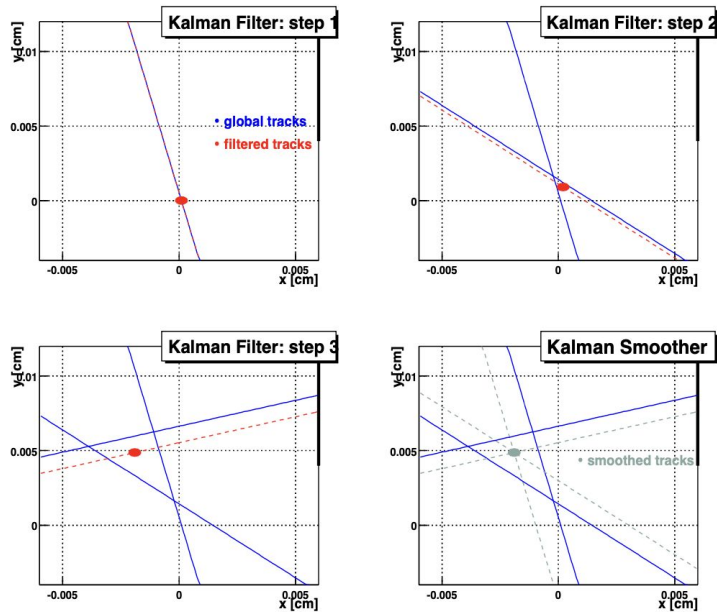 Kalman Filter: step 1
y [cm]
0.01
0.005
0
-0.005
0
0.005
x [cm]
• global tracks
• filtered tracks
Kalman Filter: step 2
y [cm]
0.01
0.005
0
-0.005
0
0.005
x [cm]
Kalman Filter: step 3
y [cm]
0.01
0.005
0
-0.005
0
0.005
x [cm]
Kalman Smoother
y [cm]
0.01
0.005
0
-0.005
0
0.005
x [cm]
• smoothed tracks